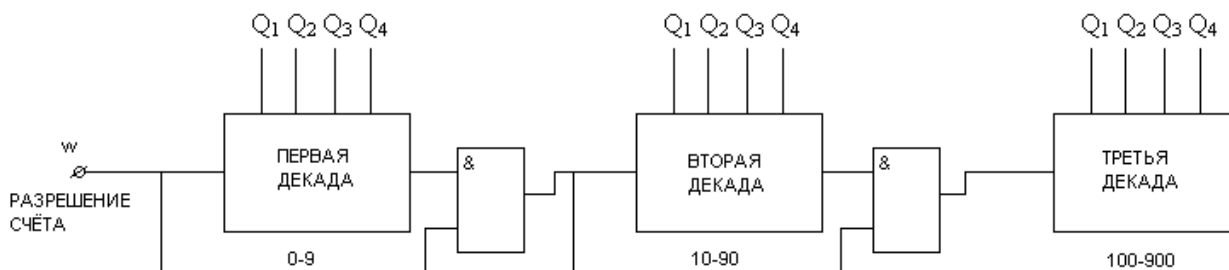 Q1 Q2 Q3 Q4
Q1 Q2 Q3 Q4
Q1 Q2 Q3 Q4
w
РАЗРЕШЕНИЕ
СЧЁТА
ПЕРВАЯ
ДЕКАДА
&
ВТОРАЯ
ДЕКАДА
&
ТРЕТЬЯ
ДЕКАДА
0-9
10-90
100-900